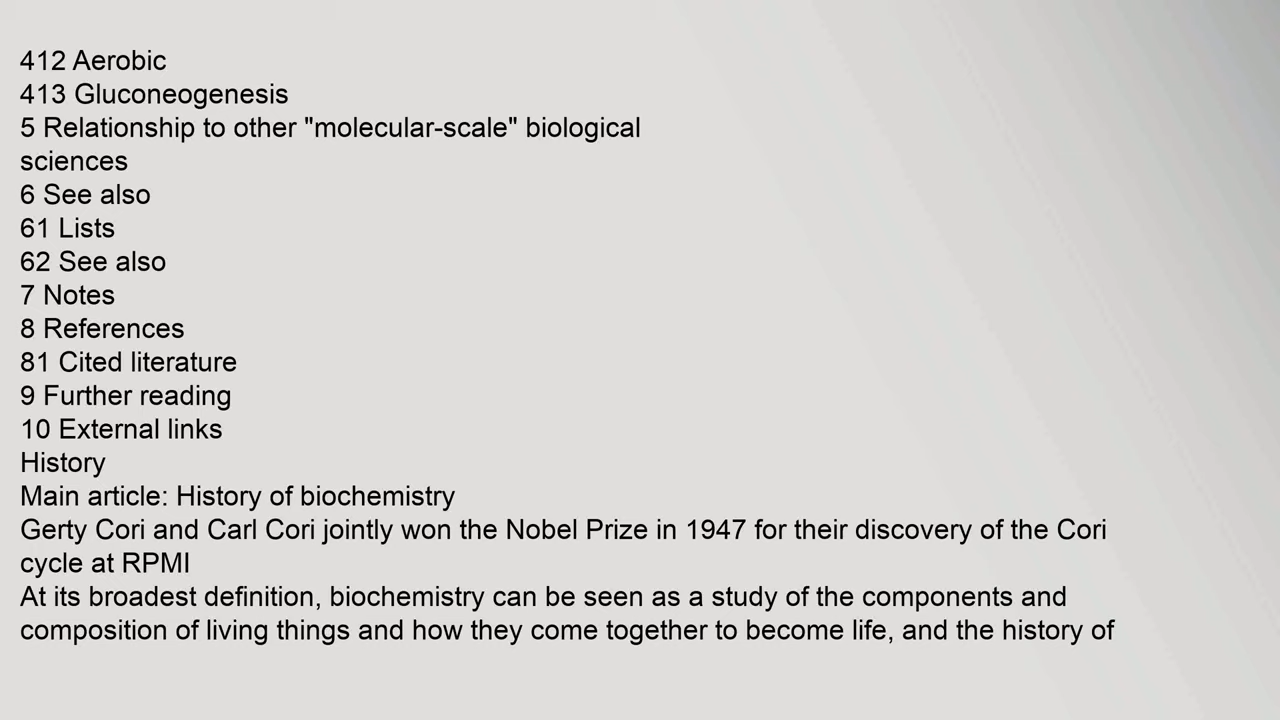 412 Aerobic
413 Gluconeogenesis
5 Relationship to other "molecular-scale" biological
sciences
6 See also
61 Lists
62 See also
7 Notes
8 References
81 Cited literature
9 Further reading
10 External links
History
Main article: History of biochemistry
Gerty Cori and Carl Cori jointly won the Nobel Prize in 1947 for their discovery of the Cori
cycle at RPMI
At its broadest definition, biochemistry can be seen as a study of the components and
composition of living things and how they come together to become life, and the history of